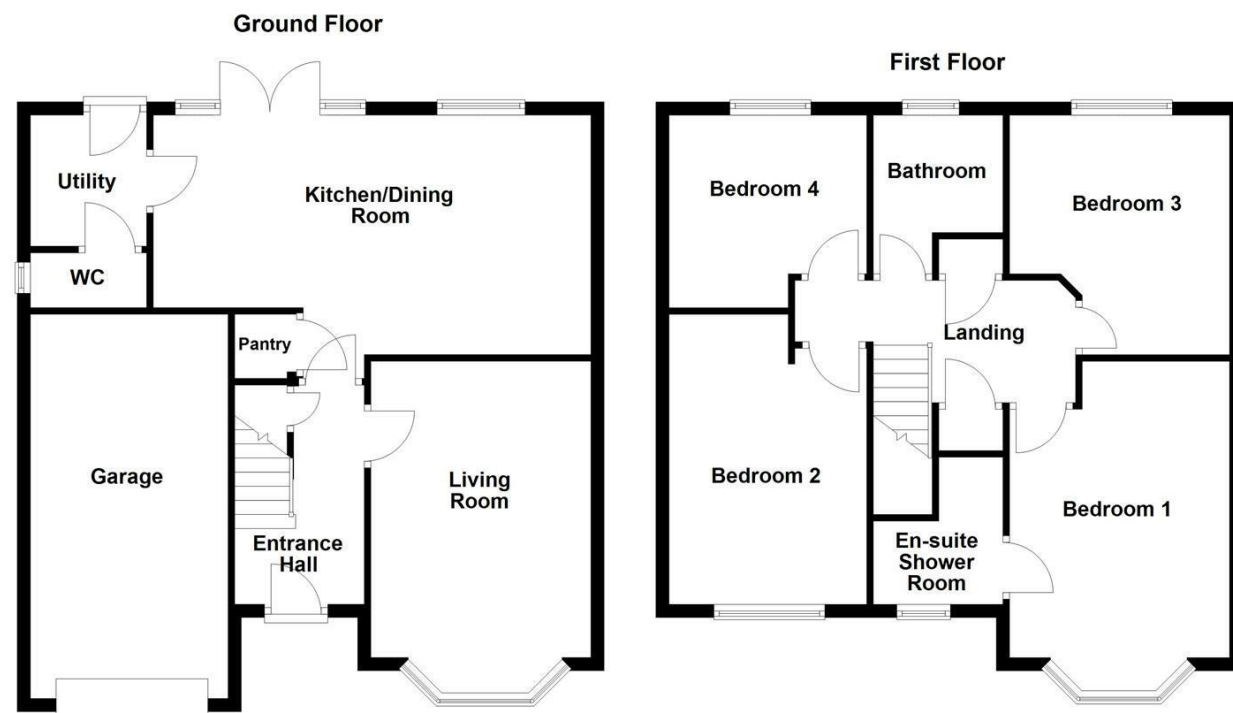 Ground Floor
Utility
Kitchen/Dining
Room
WC
Pantry
Garage
Living
Room
Entrance
Hall
First Floor
Bedroom 4
Bathroom
Bedroom 3
Landing
Bedroom 2
Bedroom 1
En-suite
Shower
Room